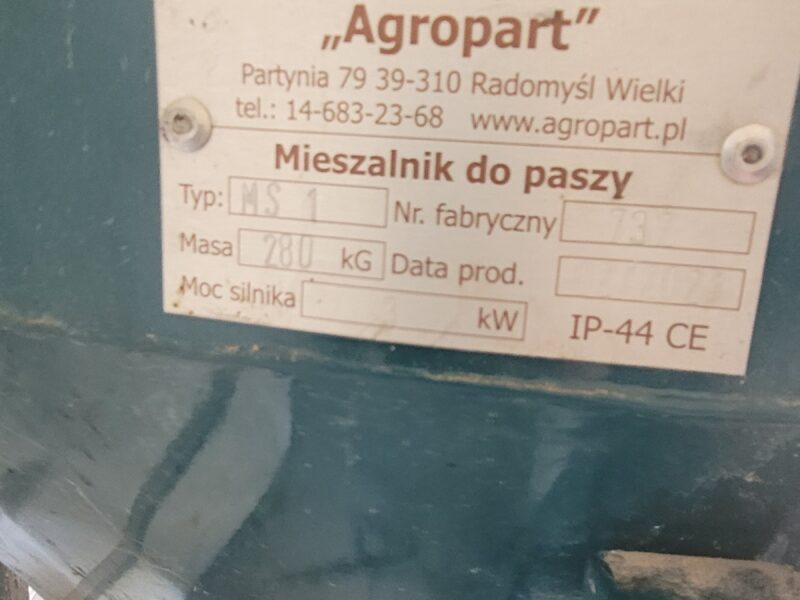 „Agropart”
Partynia 79 39-310 Radomyśl Wielki
tel.: 14-683-23-68 www.agropart.pl
Mieszalnik do paszy
Typ: MS 1 Nr. fabryczny
Masa 280 kG Data prod.
Moc silnika kW IP-44 CE